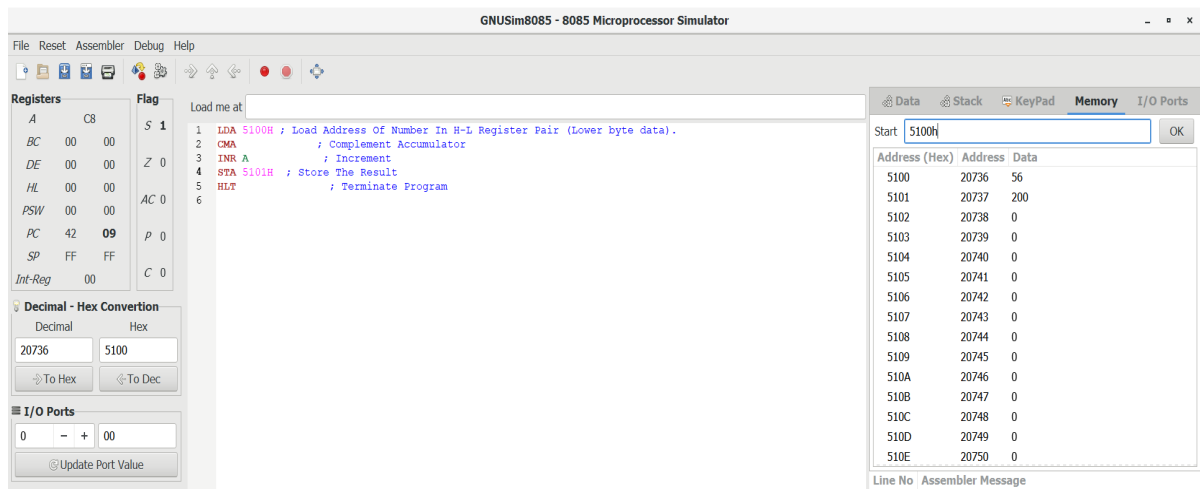 GNUSim8085 - 8085 Microprocessor Simulator
File Reset Assembler Debug Help
Registers
A C8
BC 00 00
DE 00 00
HL 00 00
PSW 00 00
PC 42 09
SP FF FF
Int-Reg 00
Flag
S 1
Z 0
AC 0
P 0
C 0
Decimal - Hex Convertion
Decimal Hex
20736 5100
To Hex To Dec
I/O Ports
0 - + 00
Update Port Value
Load me at
1 LDA 5100H ; Load Address Of Number In H-L Register Pair (Lower byte data).
2 CMA ; Complement Accumulator
3 INR A ; Increment
4 STA 5101H ; Store The Result
5 HLT ; Terminate Program
6
Data Stack KeyPad Memory I/O Ports
Start 5100h OK
Address (Hex) Address Data
5100 20736 56
5101 20737 200
5102 20738 0
5103 20739 0
5104 20740 0
5105 20741 0
5106 20742 0
5107 20743 0
5108 20744 0
5109 20745 0
510A 20746 0
510B 20747 0
510C 20748 0
510D 20749 0
510E 20750 0
Line No Assembler Message